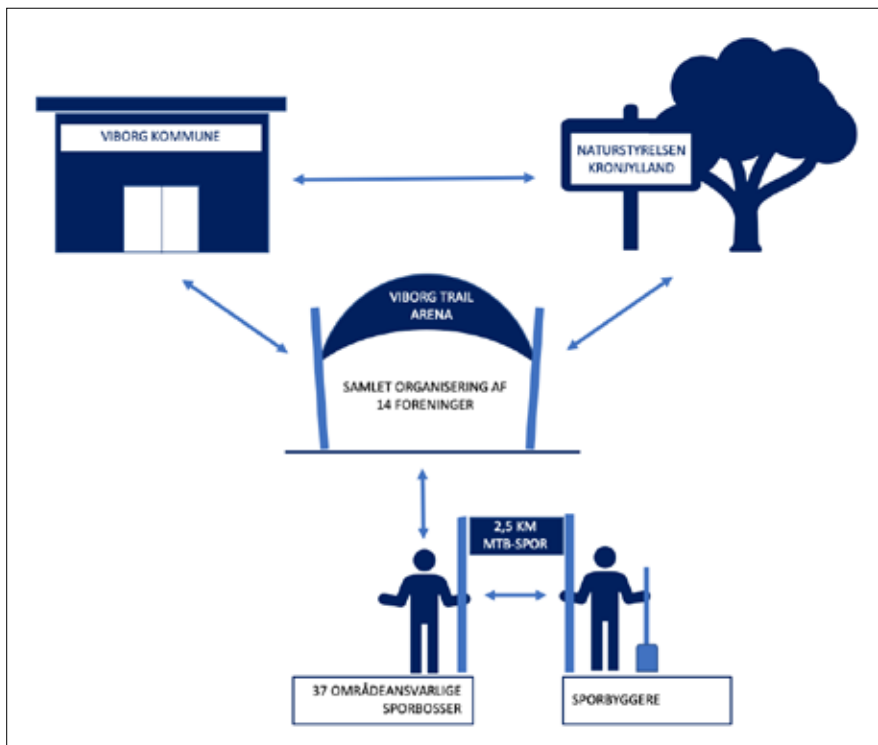 VIBORG KOMMUNE
NATURSTYRELSEN
KRONJYLLAND
VIBORG TRAIL
ARENA
SAMLET ORGANISERING AF
14 FORENINGER
2,5 KM
MTB-SPOR
37 OMRÅDEANSVARLIGE
SPORBOSSER
SPORBYGGERE